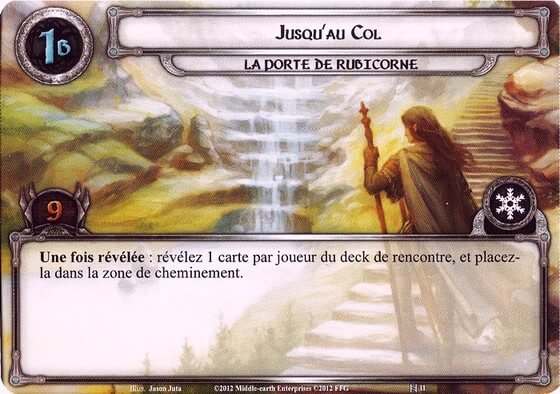 1B
JUSQU'AU COL
LA PORTE DE RUBICORNE
9
Une fois révélée : révélez 1 carte par joueur du deck de rencontre, et placez-
la dans la zone de cheminement.
Illus. Jason Juta ©2012 Middle-earth Enterprises ©2012 FFG 11